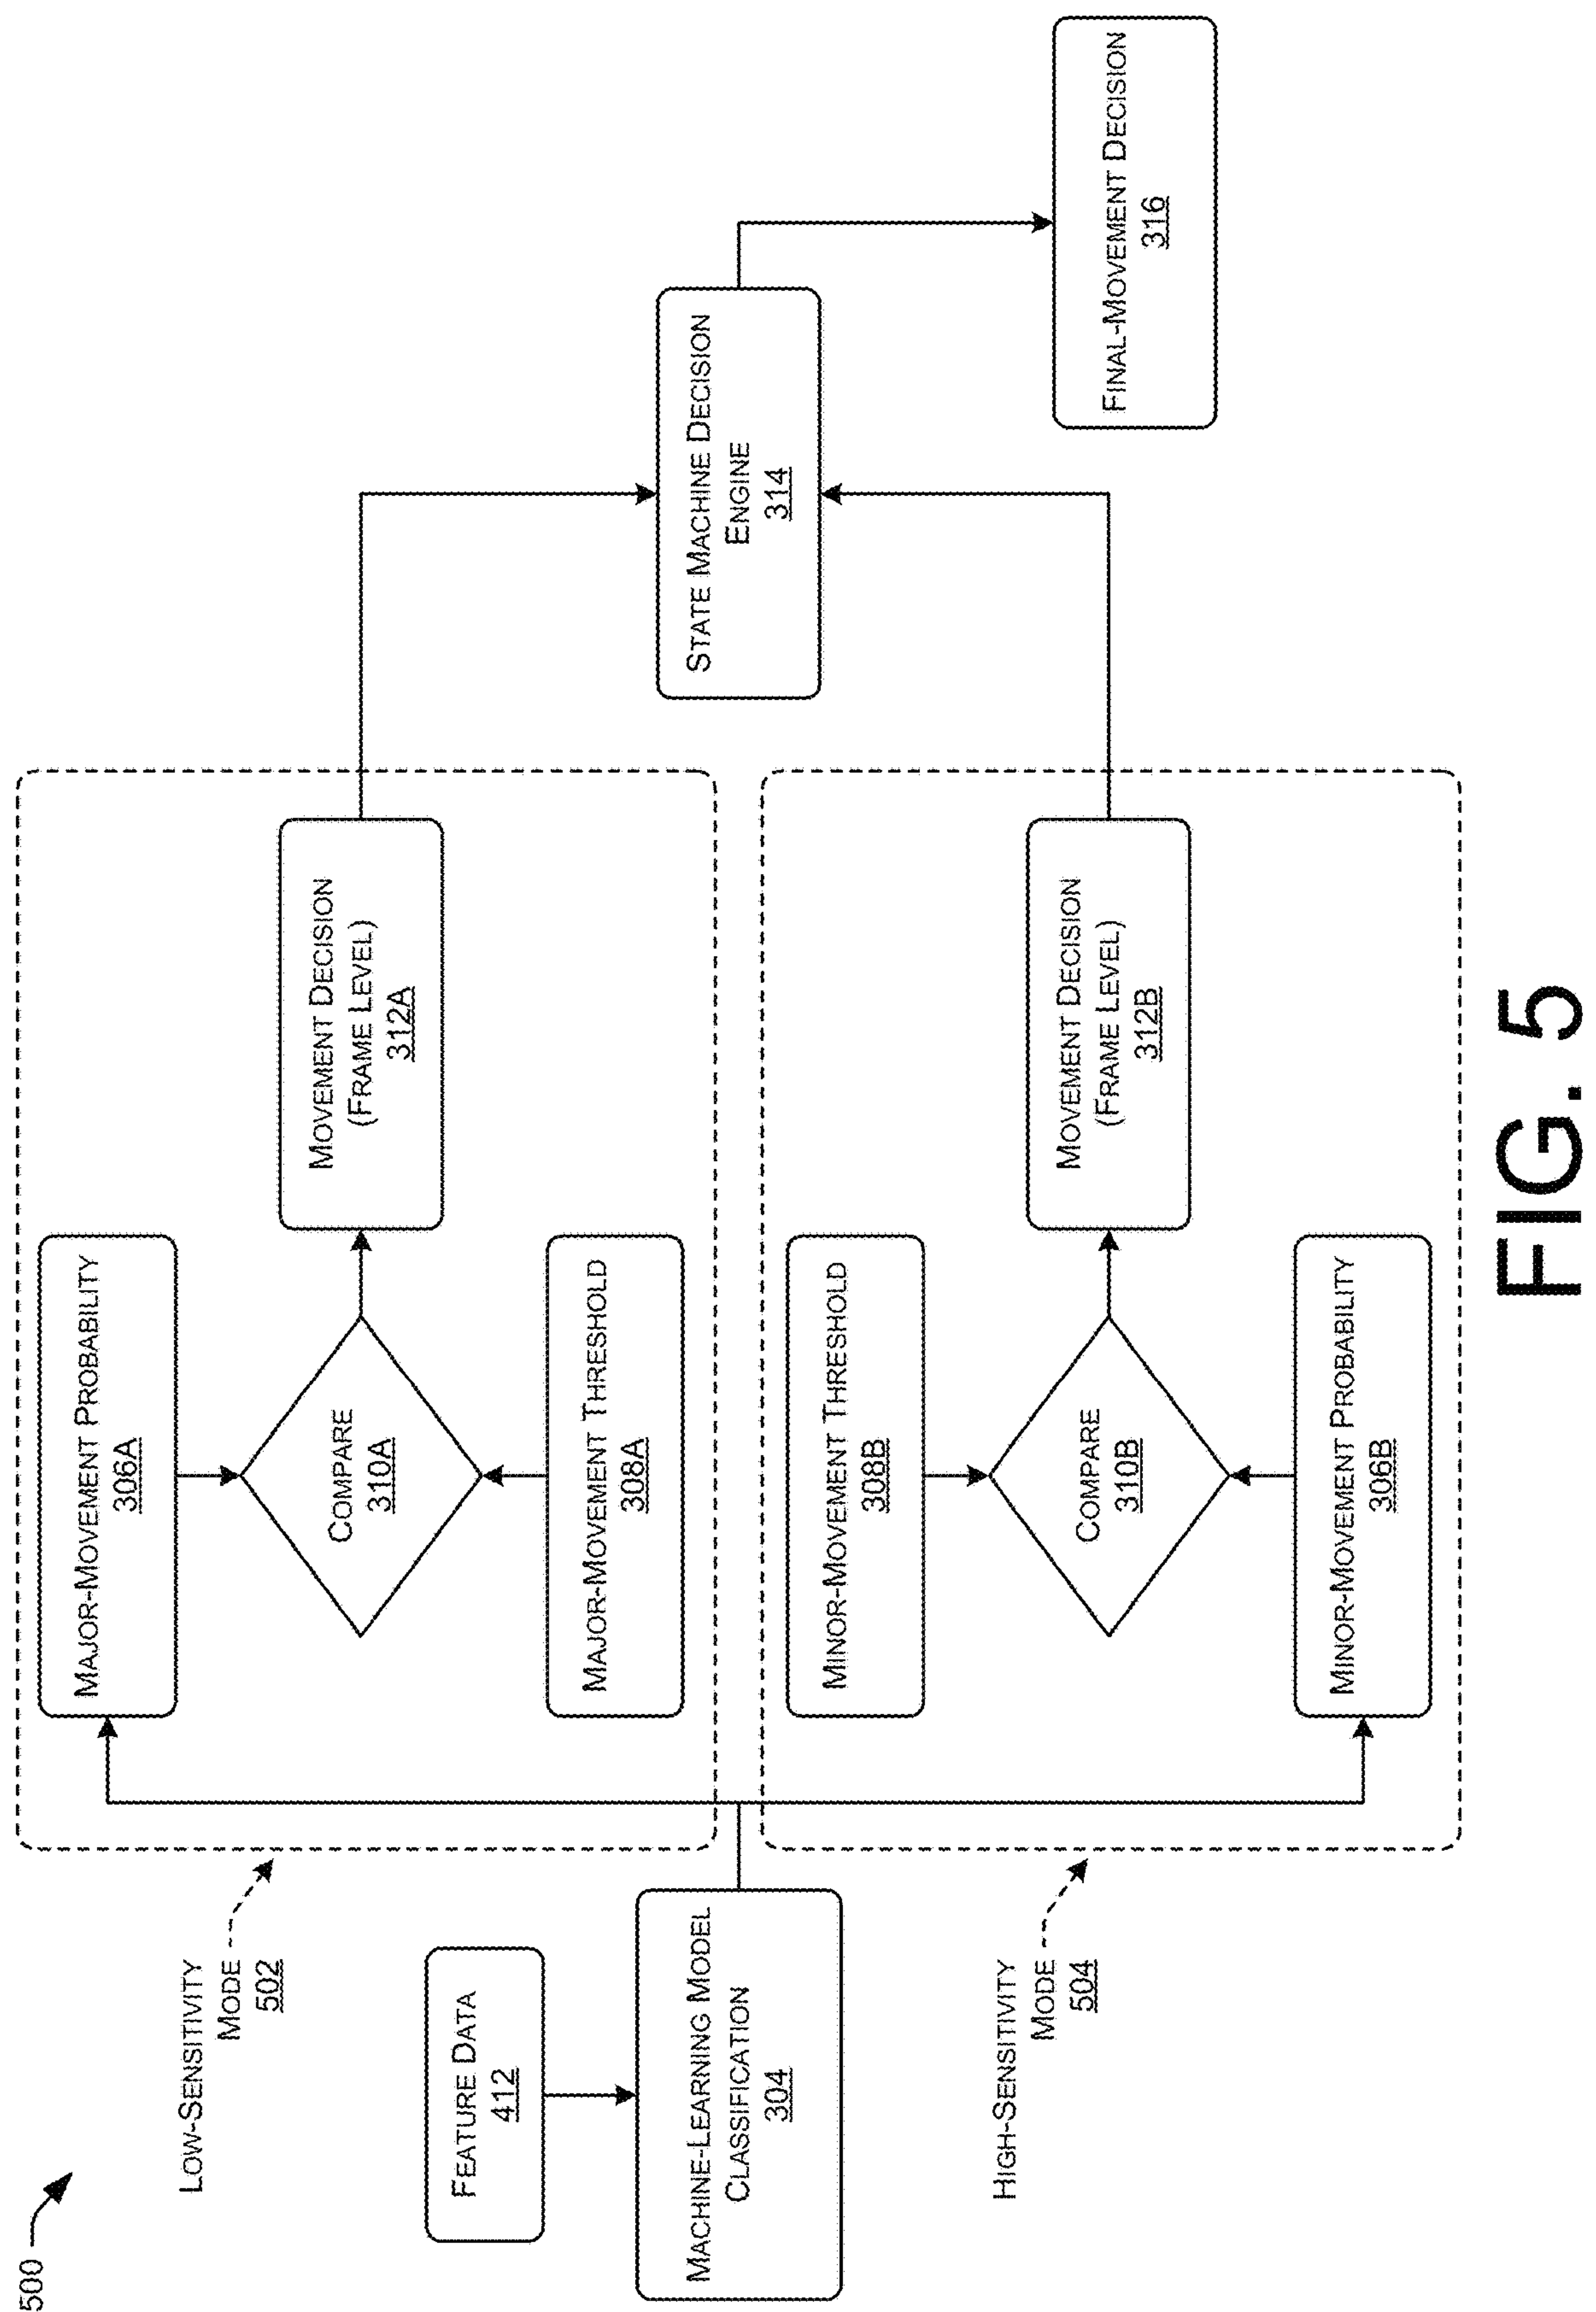 500
LOW-SENSITIVITY
MODE
502
FEATURE DATA
412
MACHINE-LEARNING MODEL
CLASSIFICATION
304
HIGH-SENSITIVITY
MODE
504
MAJOR-MOVEMENT PROBABILITY
306A
COMPARE
310A
MAJOR-MOVEMENT THRESHOLD
308A
MOVEMENT DECISION
(FRAME LEVEL)
312A
MINOR-MOVEMENT THRESHOLD
308B
COMPARE
310B
MINOR-MOVEMENT PROBABILITY
306B
MOVEMENT DECISION
(FRAME LEVEL)
312B
STATE MACHINE DECISION
ENGINE
314
FINAL-MOVEMENT DECISION
316
FIG. 5